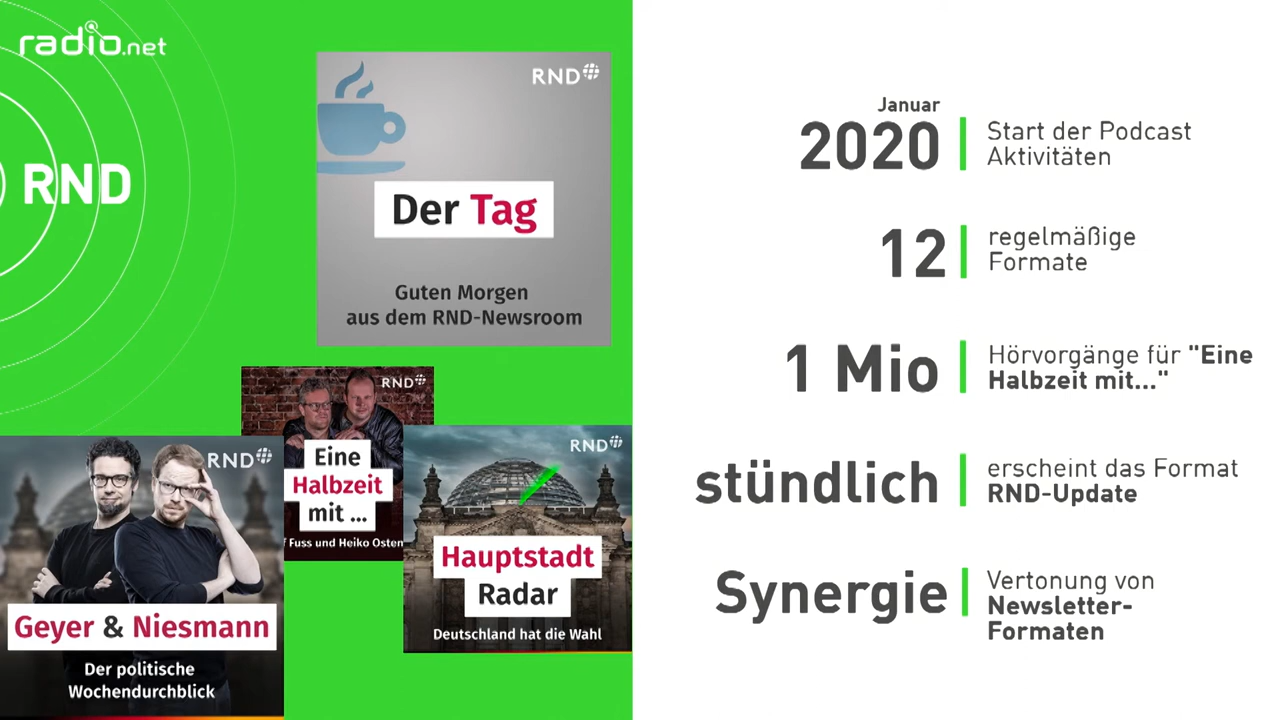 radio.net
RND
RND
Der Tag
Guten Morgen
aus dem RND-Newsroom
RND
Eine
Halbzeit
mit ...
f Fuss und Heiko Osten
RND
Geyer & Niesmann
Der politische
Wochendurchblick
RND
Hauptstadt
Radar
Deutschland hat die Wahl
Januar
2020
Start der Podcast
Aktivitäten
12
regelmäßige
Formate
1 Mio
Hörvorgänge für "Eine
Halbzeit mit..."
stündlich
erscheint das Format
RND-Update
Synergie
Vertonung von
Newsletter-
Formaten